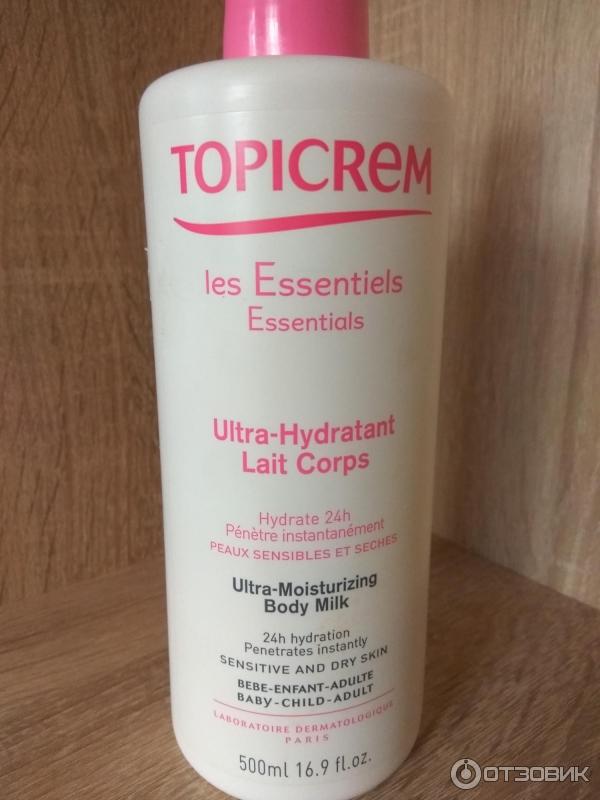 TOPICREM
les Essentiels
Essentials
Ultra-Hydratant
Lait Corps
Hydrate 24h
Pénètre instantanément
PEAUX SENSIBLES ET SECHES
Ultra-Moisturizing
Body Milk
24h hydration
Penetrates instantly
SENSITIVE AND DRY SKIN
BEBE-ENFANT-ADULTE
BABY-CHILD-ADULT
LABORATOIRE DERMATOLOGIQUE
PARIS
500ml 16.9 fl.oz.
ОТЗОВИК